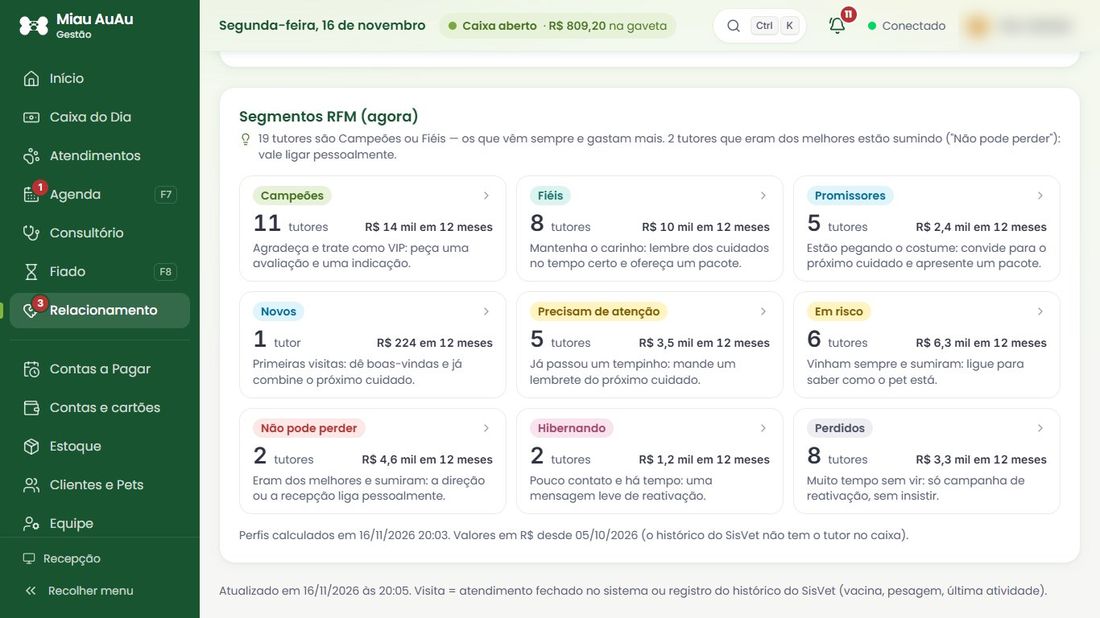 Miau AuAu
Gestão
Início
Caixa do Dia
Atendimentos
1
Agenda F7
Consultório
Fiado F8
3
Relacionamento
Contas a Pagar
Contas e cartões
Estoque
Clientes e Pets
Equipe
Recepção
Recolher menu
Segunda-feira, 16 de novembro
Caixa aberto · R$ 809,20 na gaveta
Ctrl K
11
Conectado
Segmentos RFM (agora)
19 tutores são Campeões ou Fiéis — os que vêm sempre e gastam mais. 2 tutores que eram dos melhores estão sumindo ("Não pode perder"):
vale ligar pessoalmente.
Campeões
11 tutores R$ 14 mil em 12 meses
Agradeça e trate como VIP: peça uma
avaliação e uma indicação.
Fiéis
8 tutores R$ 10 mil em 12 meses
Mantenha o carinho: lembre dos cuidados
no tempo certo e ofereça um pacote.
Promissores
5 tutores R$ 2,4 mil em 12 meses
Estão pegando o costume: convide para o
próximo cuidado e apresente um pacote.
Novos
1 tutor R$ 224 em 12 meses
Primeiras visitas: dê boas-vindas e já
combine o próximo cuidado.
Precisam de atenção
5 tutores R$ 3,5 mil em 12 meses
Já passou um tempinho: mande um
lembrete do próximo cuidado.
Em risco
6 tutores R$ 6,3 mil em 12 meses
Vinham sempre e sumiram: ligue para
saber como o pet está.
Não pode perder
2 tutores R$ 4,6 mil em 12 meses
Eram dos melhores e sumiram: a direção
ou a recepção liga pessoalmente.
Hibernando
2 tutores R$ 1,2 mil em 12 meses
Pouco contato e há tempo: uma
mensagem leve de reativação.
Perdidos
8 tutores R$ 3,3 mil em 12 meses
Muito tempo sem vir: só campanha de
reativação, sem insistir.
Perfis calculados em 16/11/2026 20:03. Valores em R$ desde 05/10/2026 (o histórico do SisVet não tem o tutor no caixa).
Atualizado em 16/11/2026 às 20:05. Visita = atendimento fechado no sistema ou registro do histórico do SisVet (vacina, pesagem, última atividade).